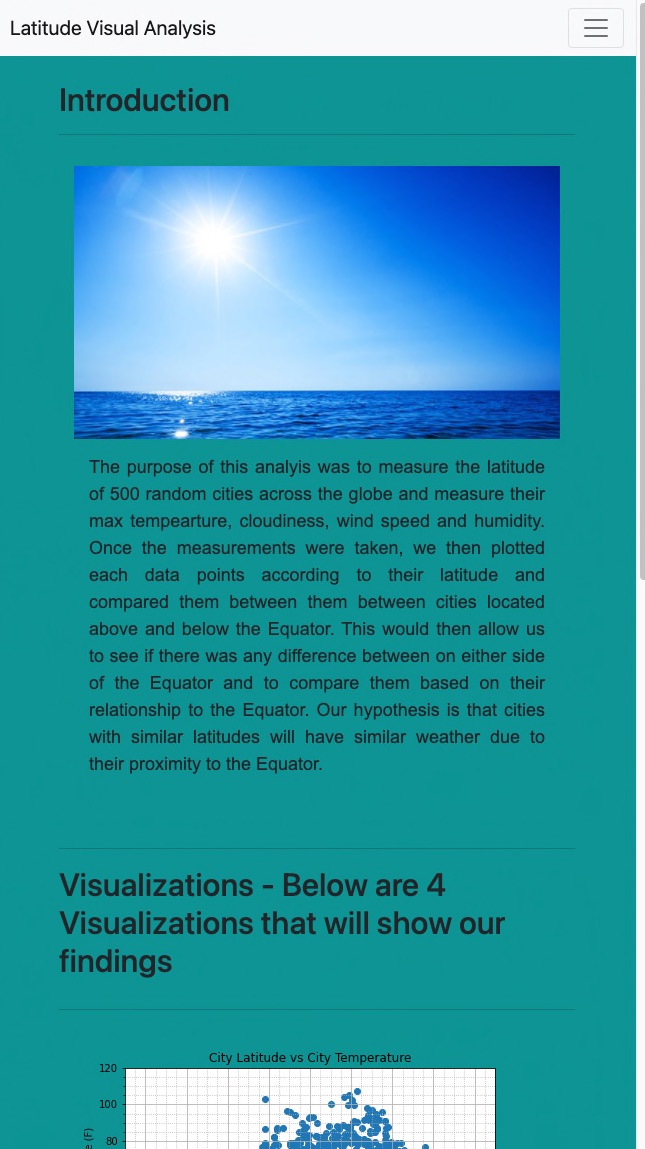 Latitude Visual Analysis
Introduction
The purpose of this analyis was to measure the latitude
of 500 random cities across the globe and measure their
max tempearture, cloudiness, wind speed and humidity.
Once the measurements were taken, we then plotted
each data points according to their latitude and
compared them between them between cities located
above and below the Equator. This would then allow us
to see if there was any difference between on either side
of the Equator and to compare them based on their
relationship to the Equator. Our hypothesis is that cities
with similar latitudes will have similar weather due to
their proximity to the Equator.
Visualizations - Below are 4
Visualizations that will show our
findings
City Latitude vs City Temperature
120
100
80
e (F)